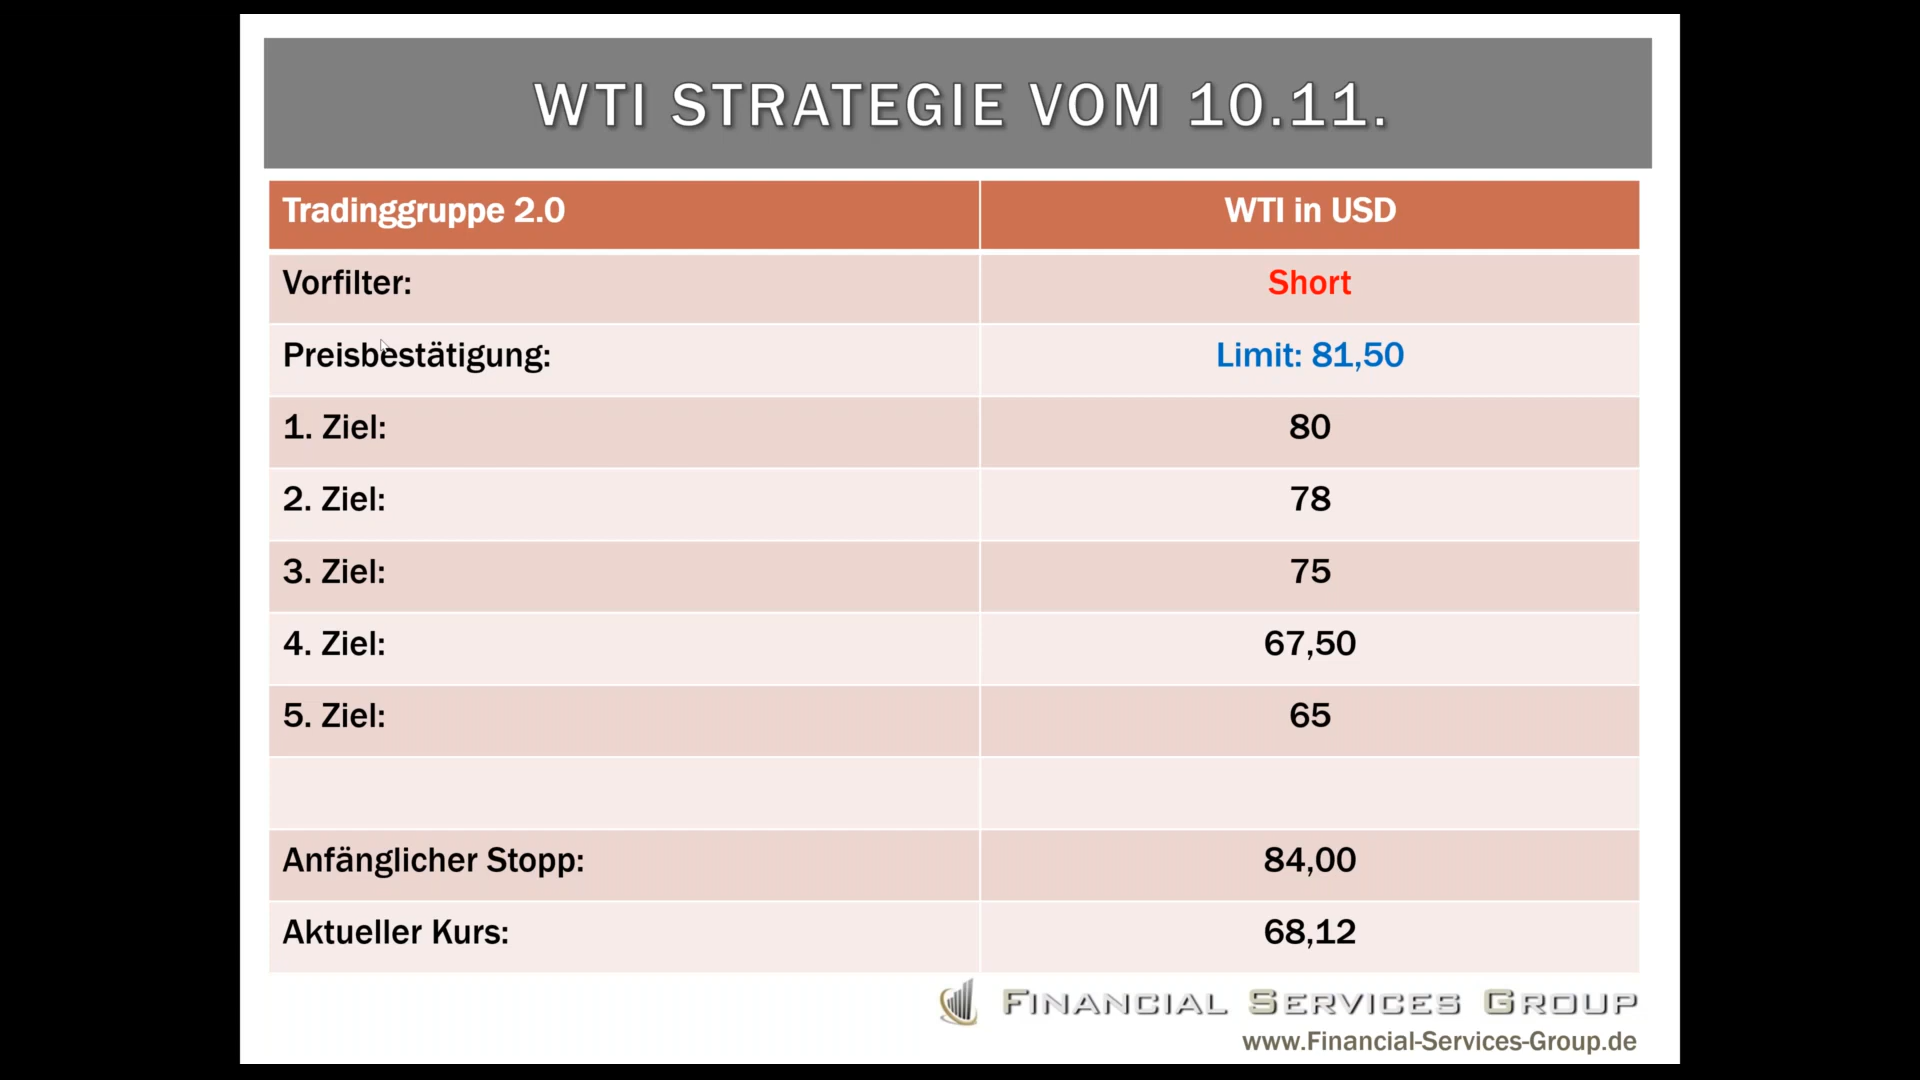 WTI STRATEGIE VOM 10.11.
Tradinggruppe 2.0 WTI in USD
Vorfilter: Short
Preisbestätigung: Limit: 81,50
1. Ziel: 80
2. Ziel: 78
3. Ziel: 75
4. Ziel: 67,50
5. Ziel: 65
Anfänglicher Stopp: 84,00
Aktueller Kurs: 68,12
FINANCIAL SERVICES GROUP
www.Financial-Services-Group.de